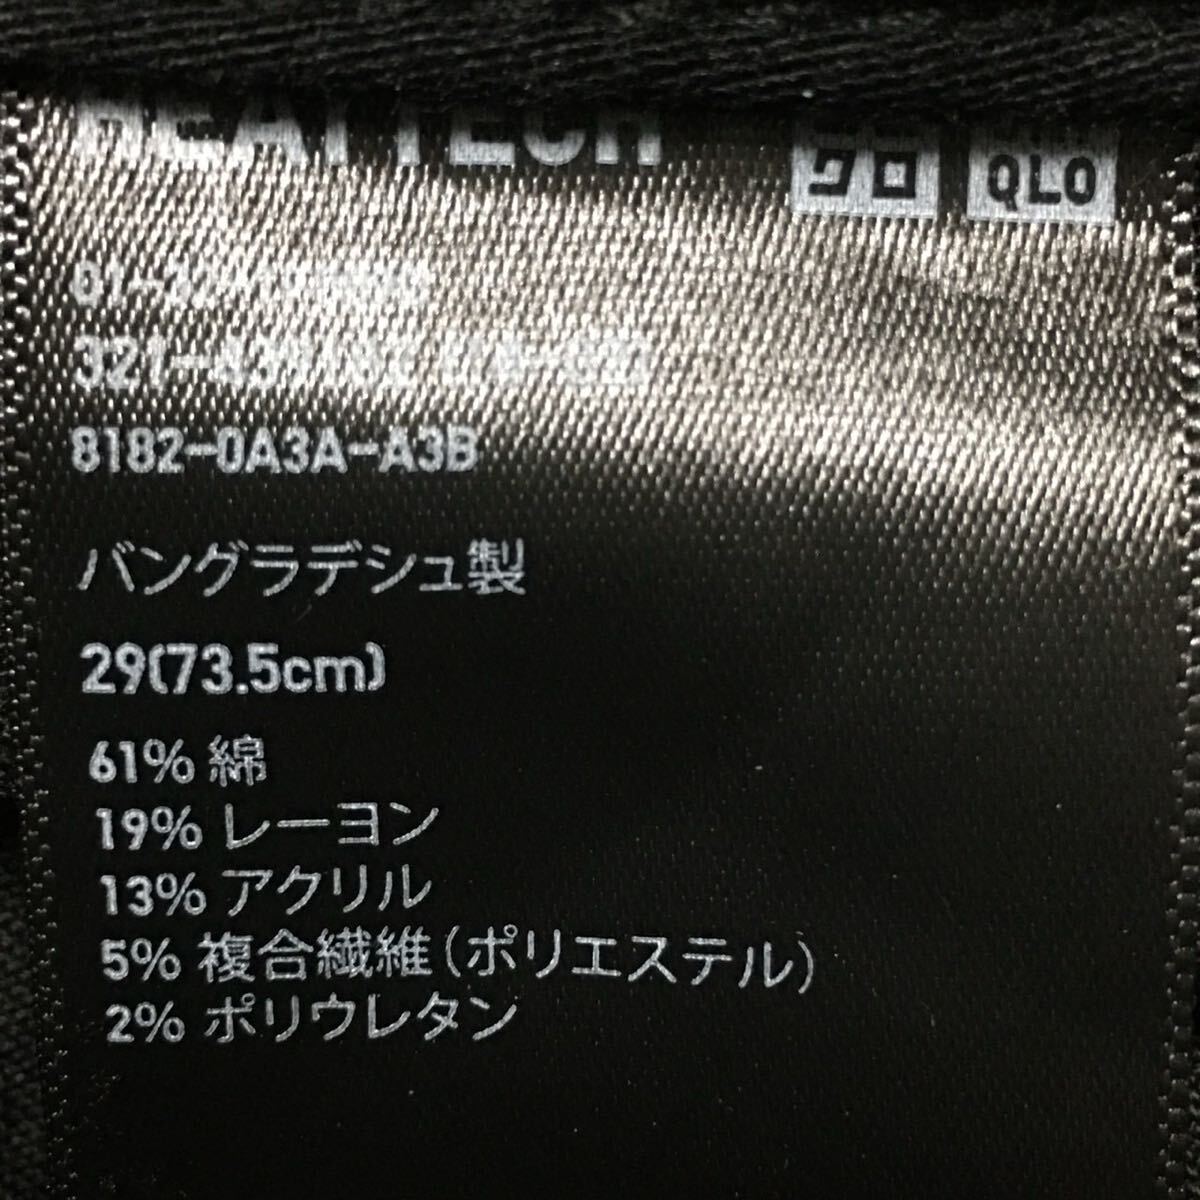 HEATTECH
クロ QLO
8182-0A3A-A3B
バングラデシュ製
29(73.5cm)
61% 綿
19% レーヨン
13% アクリル
5% 複合繊維(ポリエステル)
2% ポリウレタン